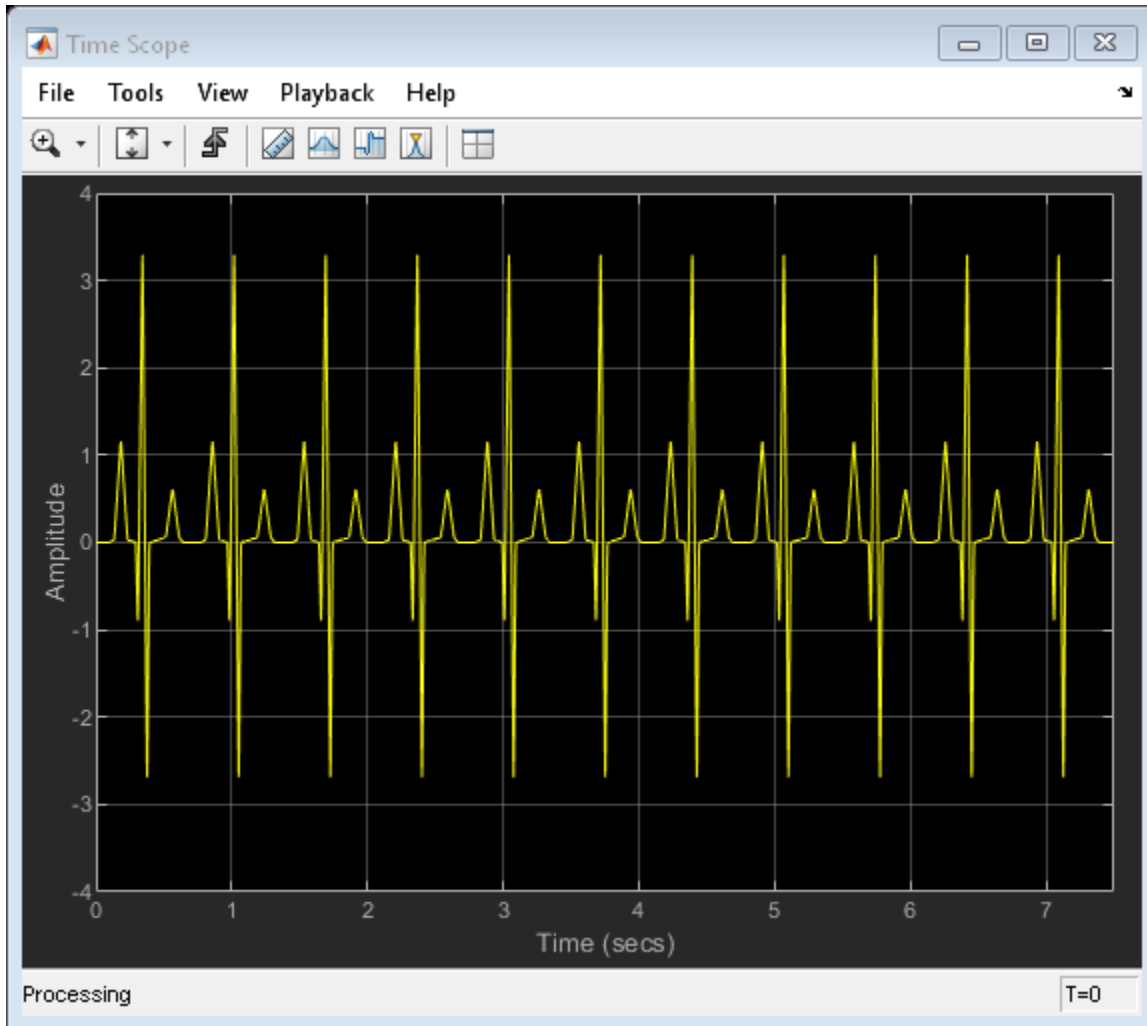 Time Scope
File Tools View Playback Help
4
3
2
1
0
-1
-2
-3
-4
Amplitude
0 1 2 3 4 5 6 7
Time (secs)
Processing T=0